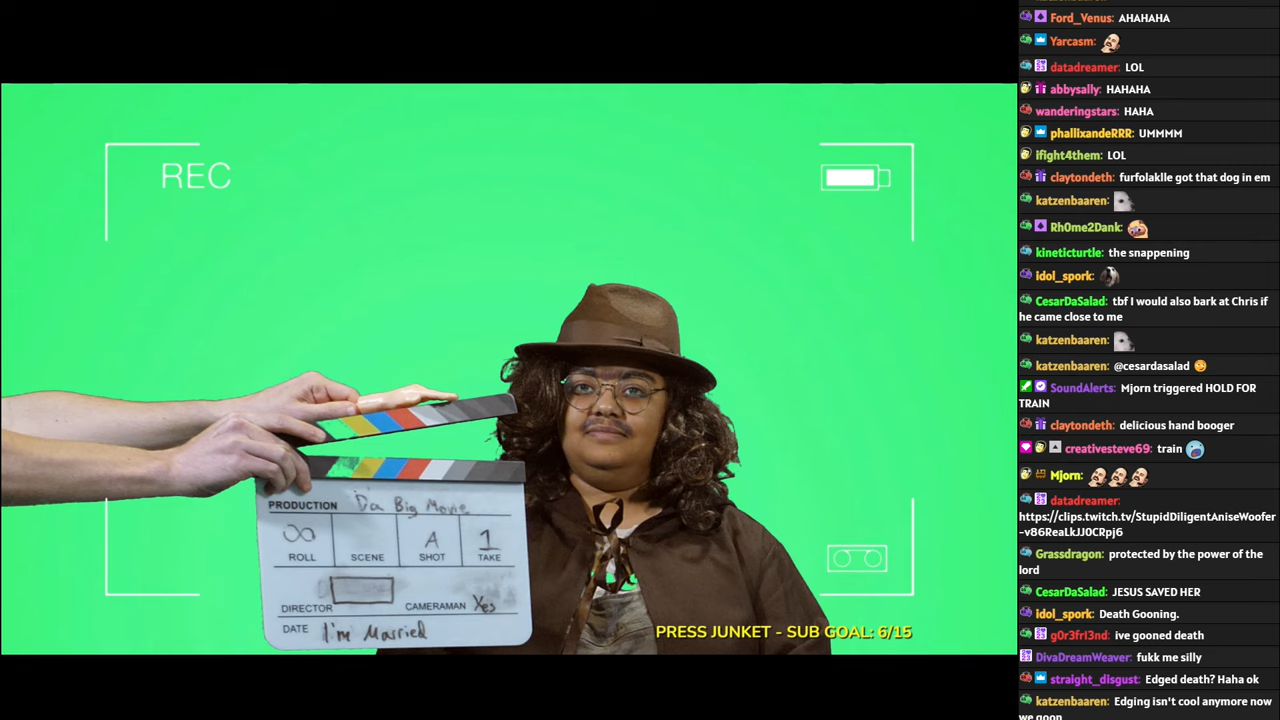 REC
PRODUCTION Da Big Movie
∞ A 1
ROLL SCENE SHOT TAKE
DIRECTOR CAMERAMAN Yes
DATE I'm Married
PRESS JUNKET - SUB GOAL: 6/15
Ford_Venus: AHAHAHA
Yarcasm:
datadreamer: LOL
abbysally: HAHAHA
wanderingstars: HAHA
phallixandeRRR: UMMMM
ifight4them: LOL
claytondeth: furfolaklle got that dog in em
katzenbaaren:
Rh0me2Dank:
kineticturtle: the snappening
idol_spork:
CesarDaSalad: tbf I would also bark at Chris if
he came close to me
katzenbaaren:
katzenbaaren: @cesardasalad
SoundAlerts: Mjorn triggered HOLD FOR
TRAIN
claytondeth: delicious hand booger
creativesteve69: train
Mjorn:
datadreamer:
https://clips.twitch.tv/StupidDiligentAniseWoofer
-v86ReaLkJJ0CRpj6
Grassdragon: protected by the power of the
lord
CesarDaSalad: JESUS SAVED HER
idol_spork: Death Gooning.
g0r3frl3nd: ive gooned death
DivaDreamWeaver: fukk me silly
straight_disgust: Edged death? Haha ok
katzenbaaren: Edging isn't cool anymore now
we goon